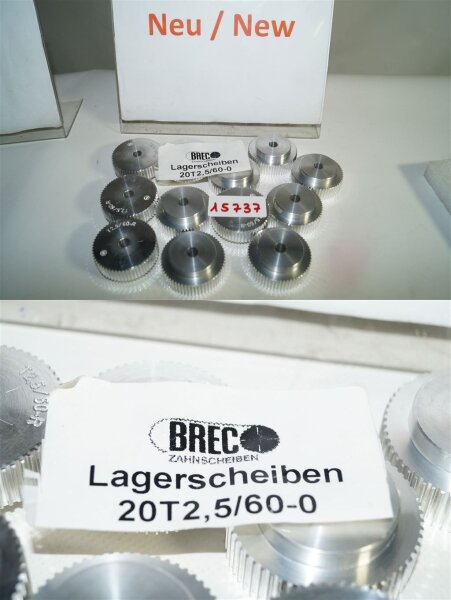 Neu / New
BRECO
Lagerscheiben
20T2,5/60-0
15737
BRECO
ZAHNSCHEIBEN
Lagerscheiben
20T2,5/60-0